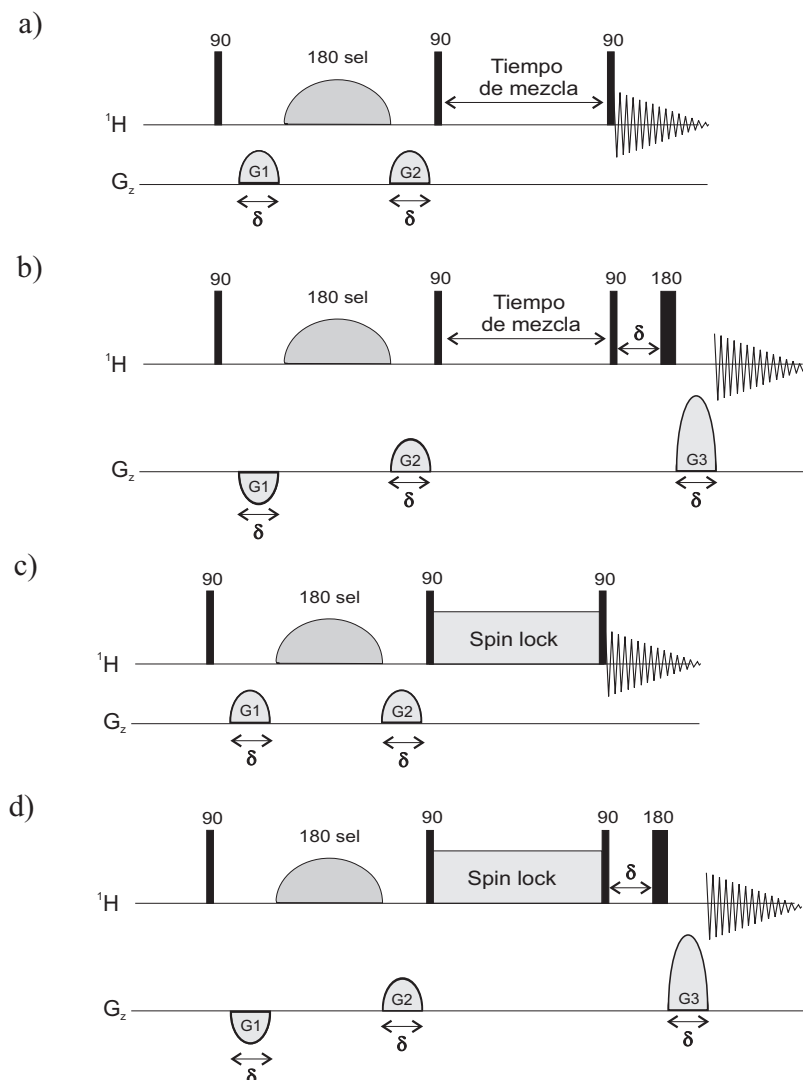 a)
90 180 sel 90 90
Tiempo
de mezcla
¹H
G1 G2
G_z
δ δ
b)
90 180 sel 90 90 180
Tiempo
de mezcla
δ
¹H
G1 G2 G3
G_z
δ δ δ
c)
90 180 sel 90 90
Spin lock
¹H
G1 G2
G_z
δ δ
d)
90 180 sel 90 90 180
Spin lock
δ
¹H
G1 G2 G3
G_z
δ δ δ